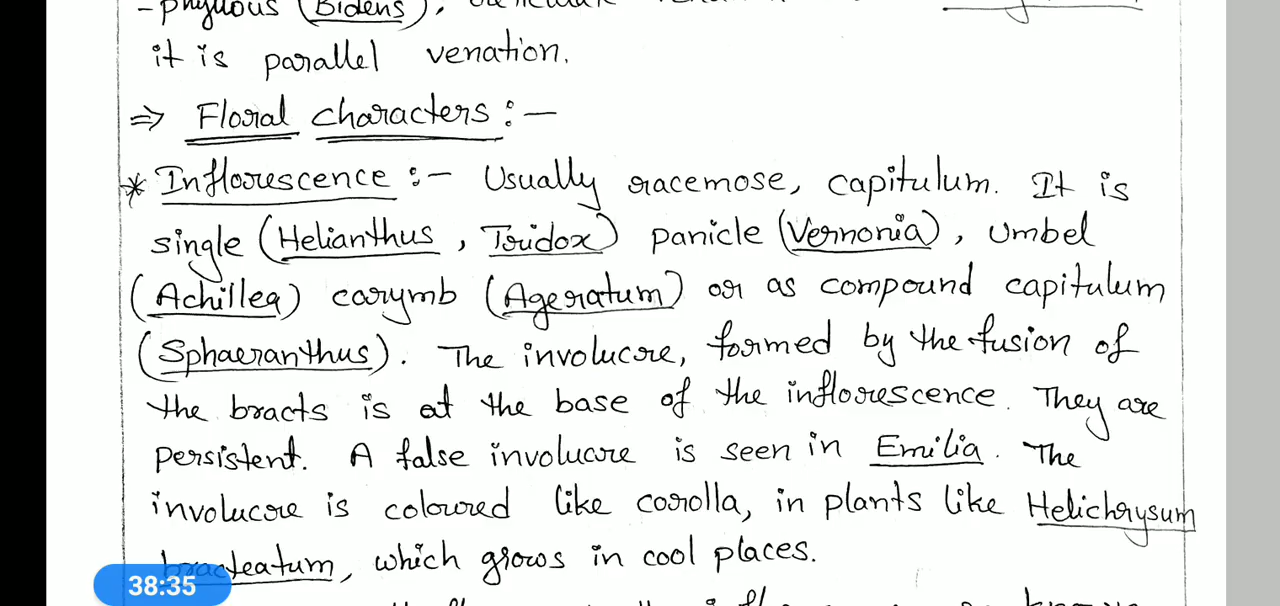 -phyllous (Bidens),
it is parallel venation.
⇒ Floral characters :-
* Inflorescence :- Usually racemose, capitulum. It is
single (Helianthus, Tridox) panicle (Vernonia), Umbel
(Achillea) corymb (Ageratum) or as compound capitulum
(Sphaeranthus). The involucre, formed by the fusion of
the bracts is at the base of the inflorescence. They are
persistent. A false involucre is seen in Emilia. The
involucre is coloured like corolla, in plants like Helichrysum
bracteatum, which grows in cool places.
38:35